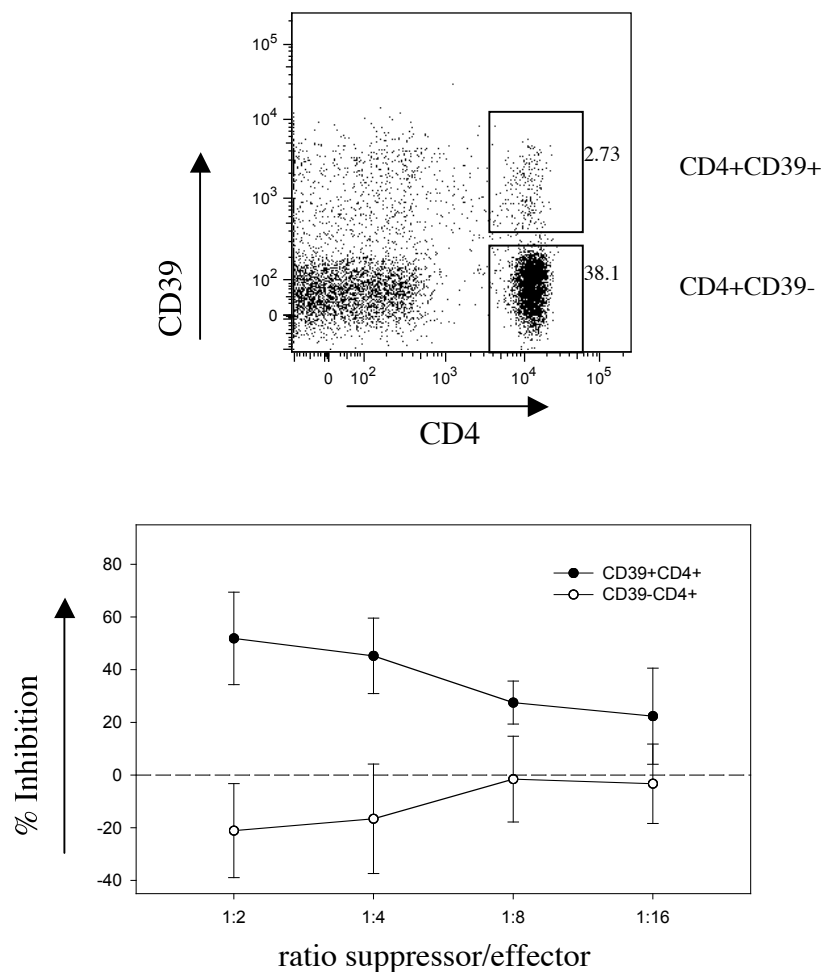 10^5
10^4
10^3
10^2
0
CD39
2.73
CD4+CD39+
38.1
CD4+CD39-
0 10^2 10^3 10^4 10^5
CD4
80
60
40
20
0
-20
-40
% Inhibition
CD39+CD4+
CD39-CD4+
1:2 1:4 1:8 1:16
ratio suppressor/effector